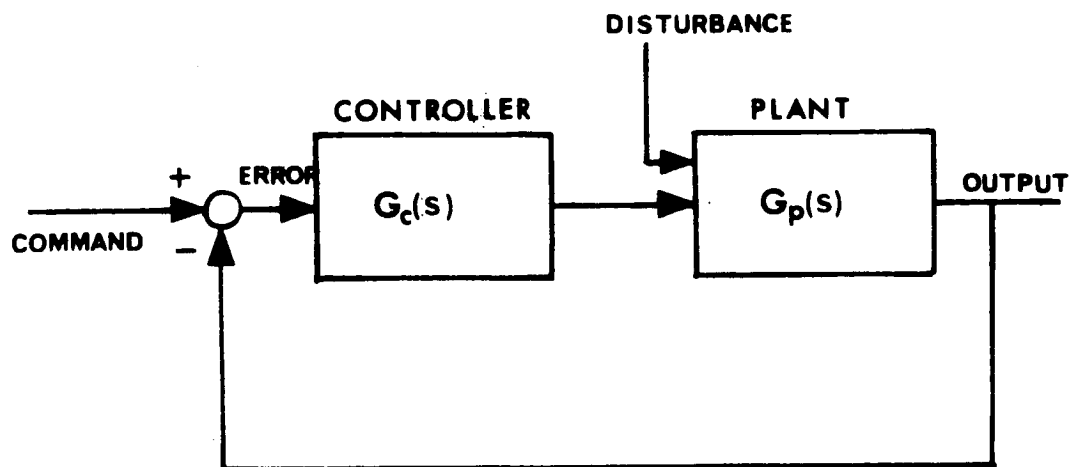 DISTURBANCE
CONTROLLER
PLANT
+
ERROR
Gc(s)
Gp(s)
OUTPUT
COMMAND
−